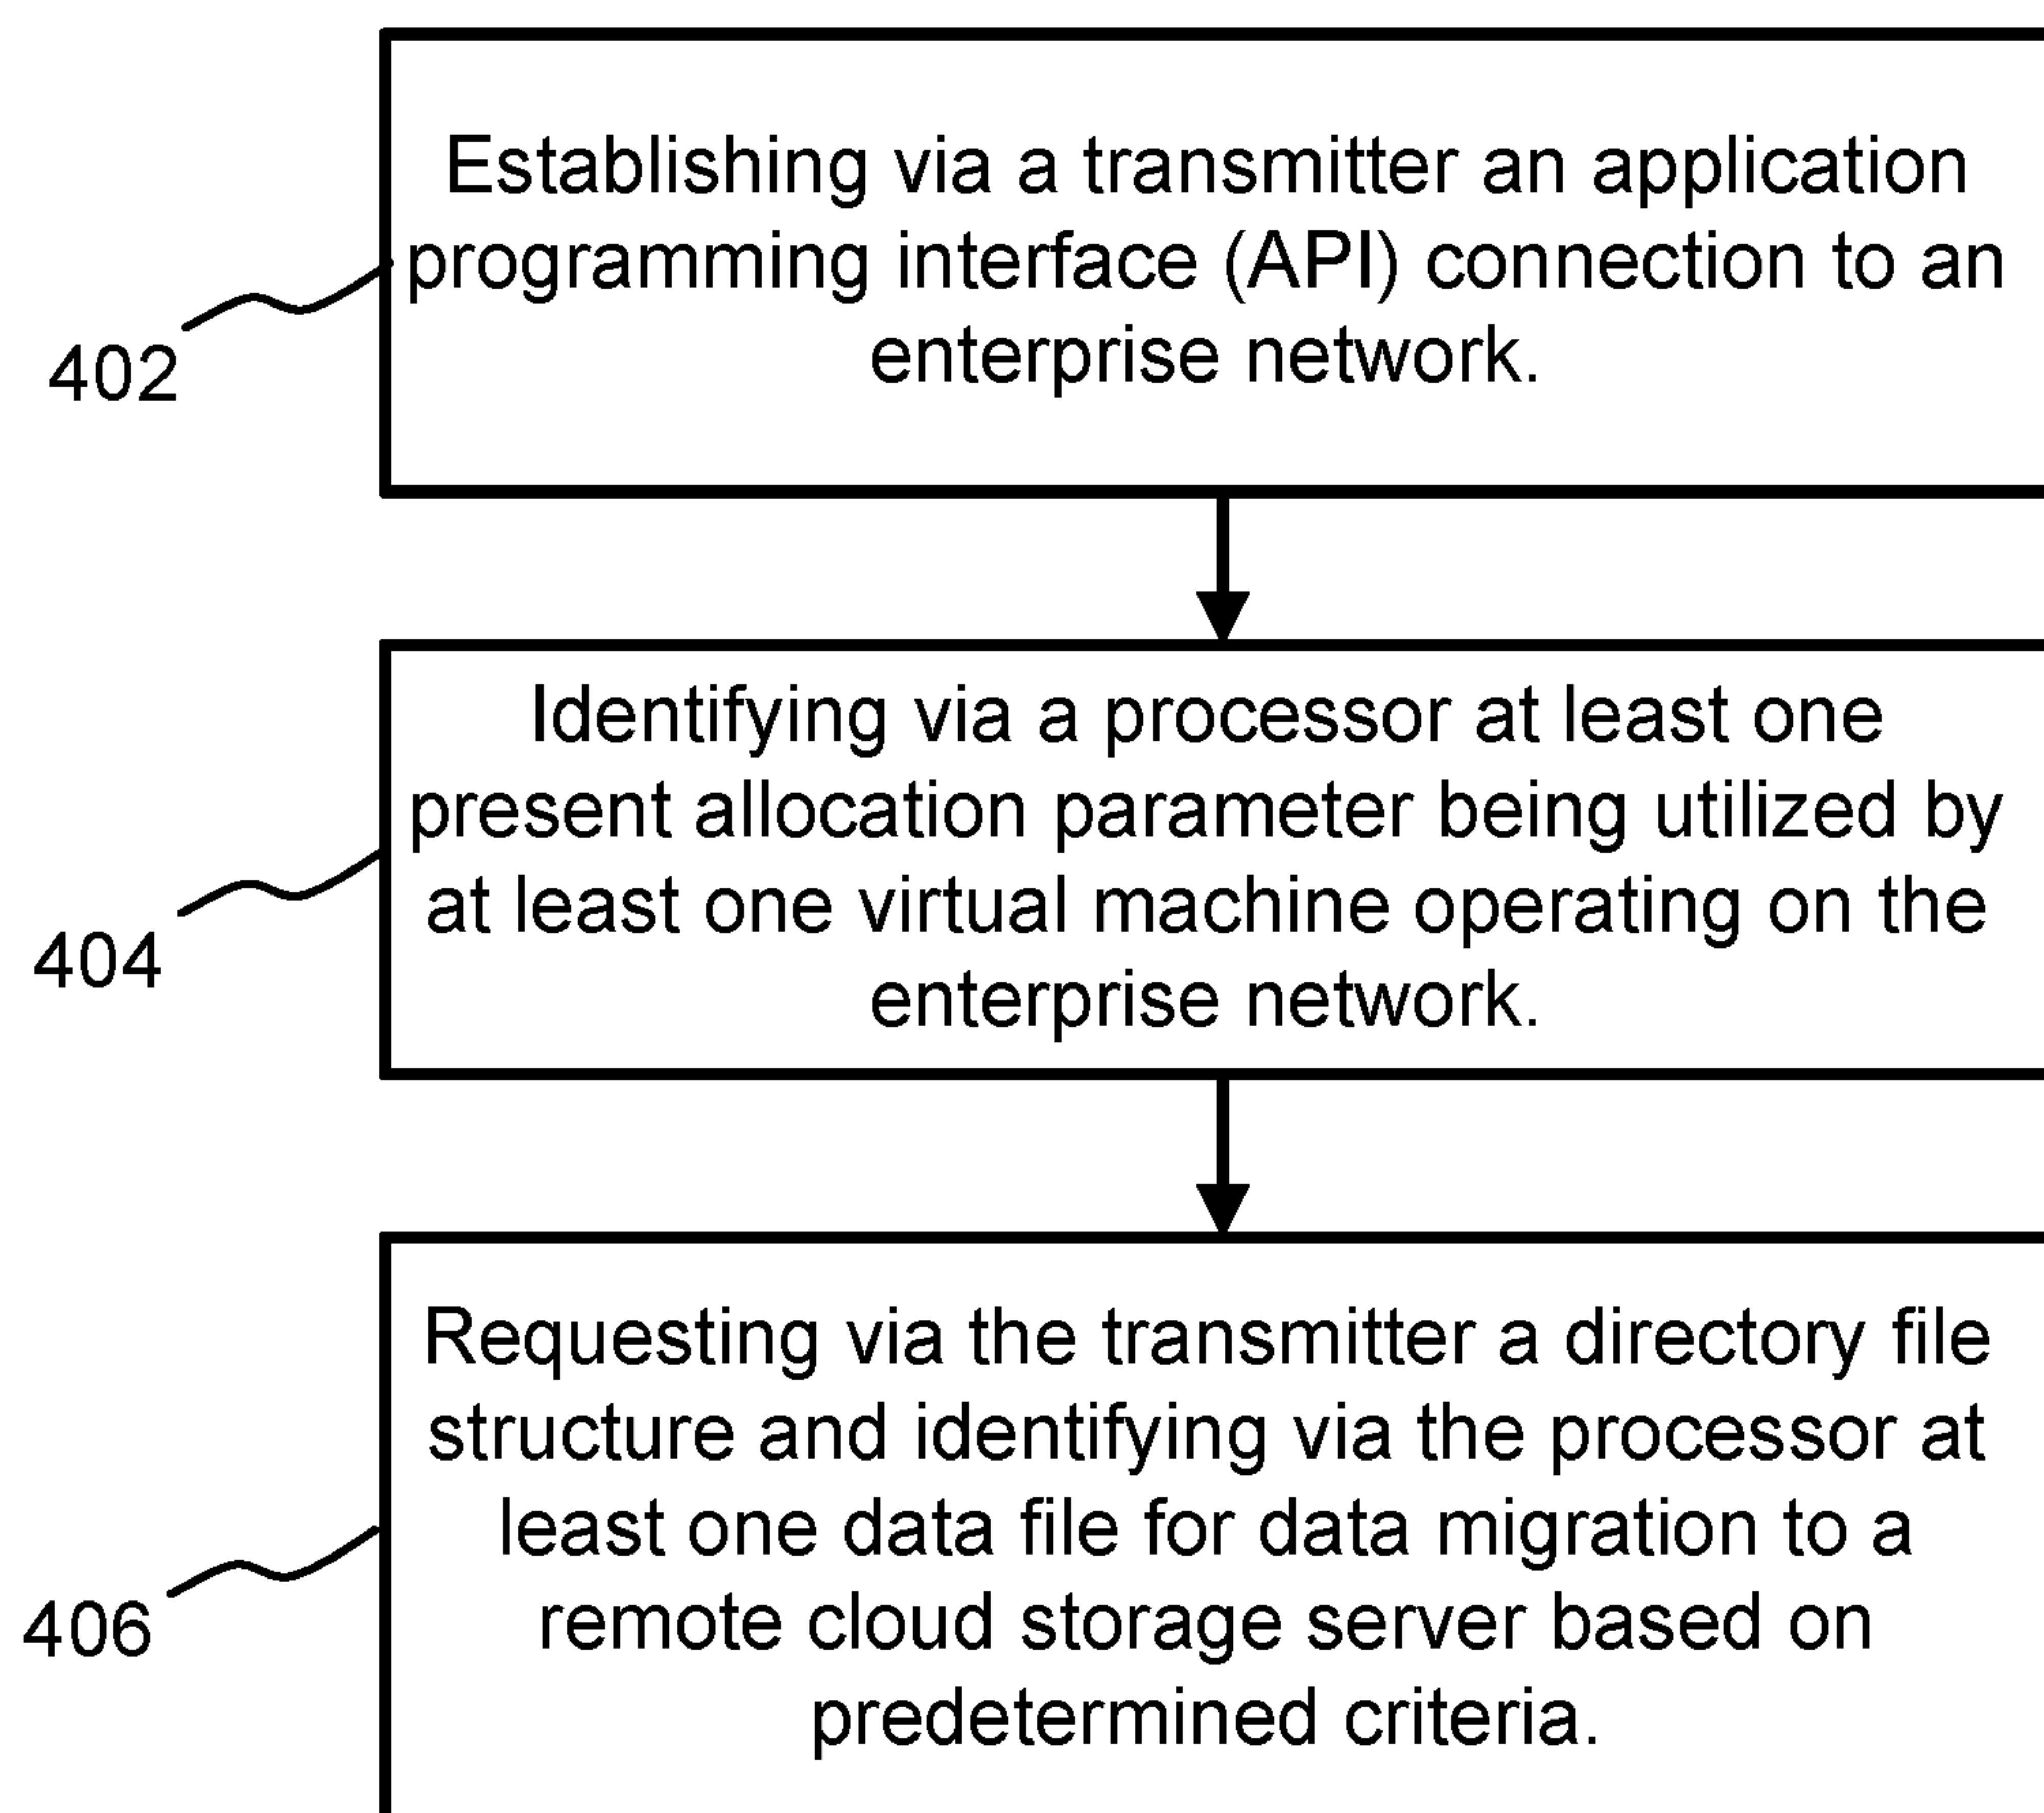 Establishing via a transmitter an application
programming interface (API) connection to an
enterprise network.
402
Identifying via a processor at least one
present allocation parameter being utilized by
at least one virtual machine operating on the
enterprise network.
404
Requesting via the transmitter a directory file
structure and identifying via the processor at
least one data file for data migration to a
remote cloud storage server based on
predetermined criteria.
406